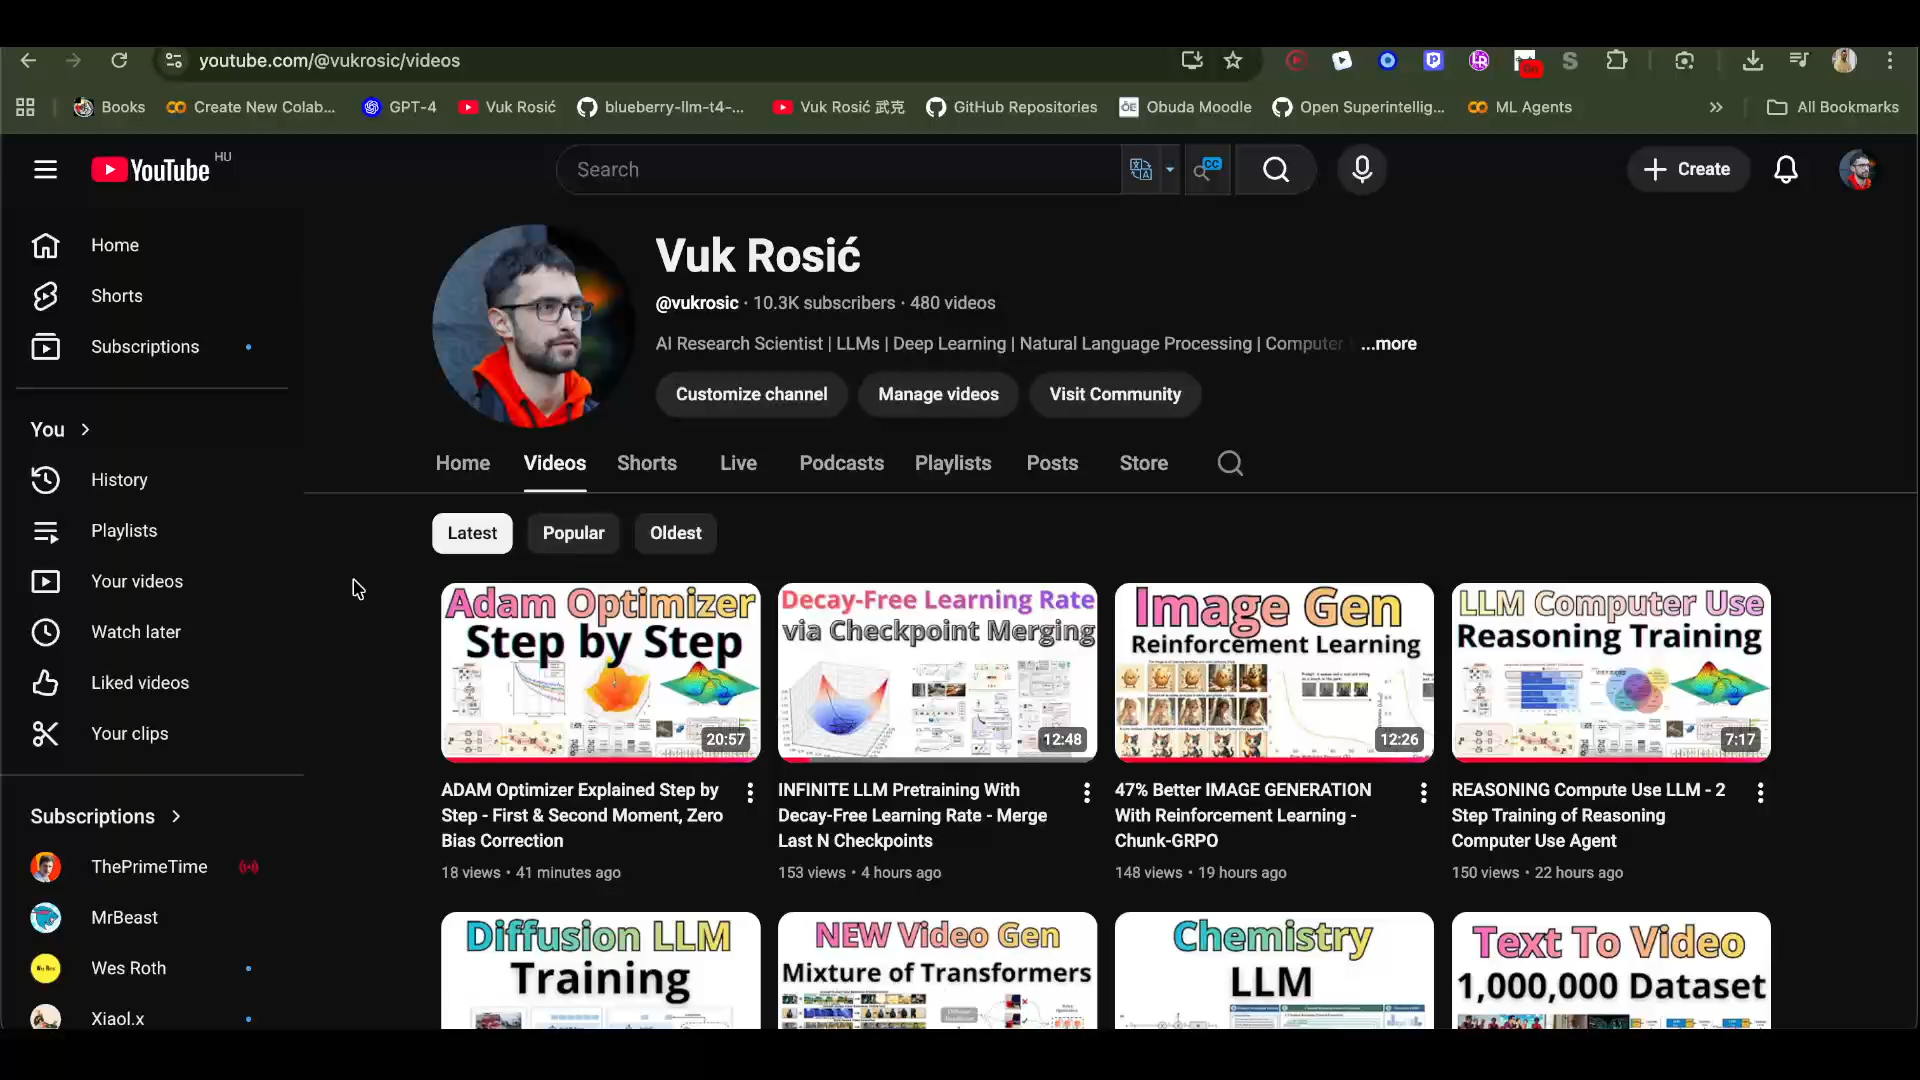 youtube.com/@vukrosic/videos
Books
Create New Colab...
GPT-4
Vuk Rosić
blueberry-llm-t4-...
Vuk Rosić 武克
GitHub Repositories
Obuda Moodle
Open Superintellig...
ML Agents
All Bookmarks
YouTube HU
Search
Create
Home
Shorts
Subscriptions
You
History
Playlists
Your videos
Watch later
Liked videos
Your clips
Subscriptions
ThePrimeTime
MrBeast
Wes Roth
Xiaol.x
Vuk Rosić
@vukrosic · 10.3K subscribers · 480 videos
AI Research Scientist | LLMs | Deep Learning | Natural Language Processing | Computer ...more
Customize channel
Manage videos
Visit Community
Home
Videos
Shorts
Live
Podcasts
Playlists
Posts
Store
Latest
Popular
Oldest
Adam Optimizer
Step by Step
20:57
ADAM Optimizer Explained Step by
Step - First & Second Moment, Zero
Bias Correction
18 views • 41 minutes ago
Decay-Free Learning Rate
via Checkpoint Merging
12:48
INFINITE LLM Pretraining With
Decay-Free Learning Rate - Merge
Last N Checkpoints
153 views • 4 hours ago
Image Gen
Reinforcement Learning
12:26
47% Better IMAGE GENERATION
With Reinforcement Learning -
Chunk-GRPO
148 views • 19 hours ago
LLM Computer Use
Reasoning Training
7:17
REASONING Compute Use LLM - 2
Step Training of Reasoning
Computer Use Agent
150 views • 22 hours ago
Diffusion LLM
Training
NEW Video Gen
Mixture of Transformers
Chemistry
LLM
Text To Video
1,000,000 Dataset